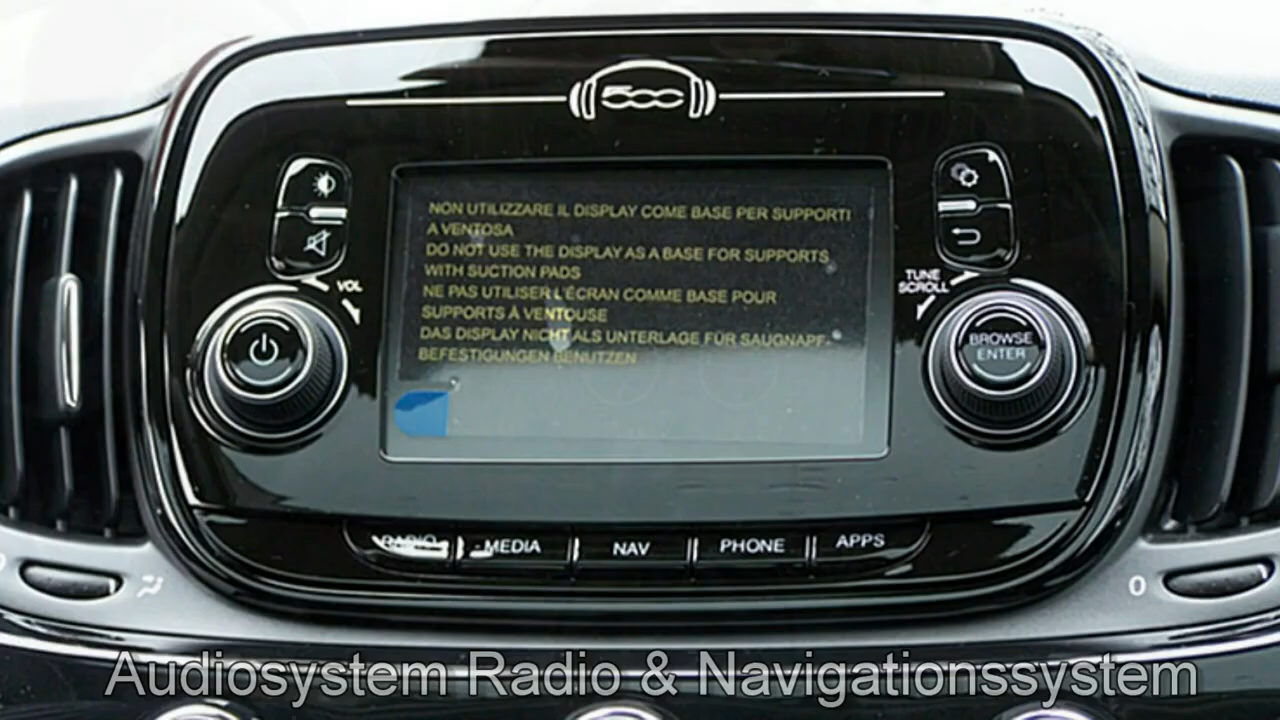 500
NON UTILIZZARE IL DISPLAY COME BASE PER SUPPORTI
A VENTOSA
DO NOT USE THE DISPLAY AS A BASE FOR SUPPORTS
WITH SUCTION PADS
NE PAS UTILISER L'ÉCRAN COMME BASE POUR
SUPPORTS À VENTOUSE
DAS DISPLAY NICHT ALS UNTERLAGE FÜR SAUGNAPF-
BEFESTIGUNGEN BENUTZEN
VOL
TUNE
SCROLL
BROWSE
ENTER
RADIO MEDIA NAV PHONE APPS
0
Audiosystem Radio & Navigationssystem